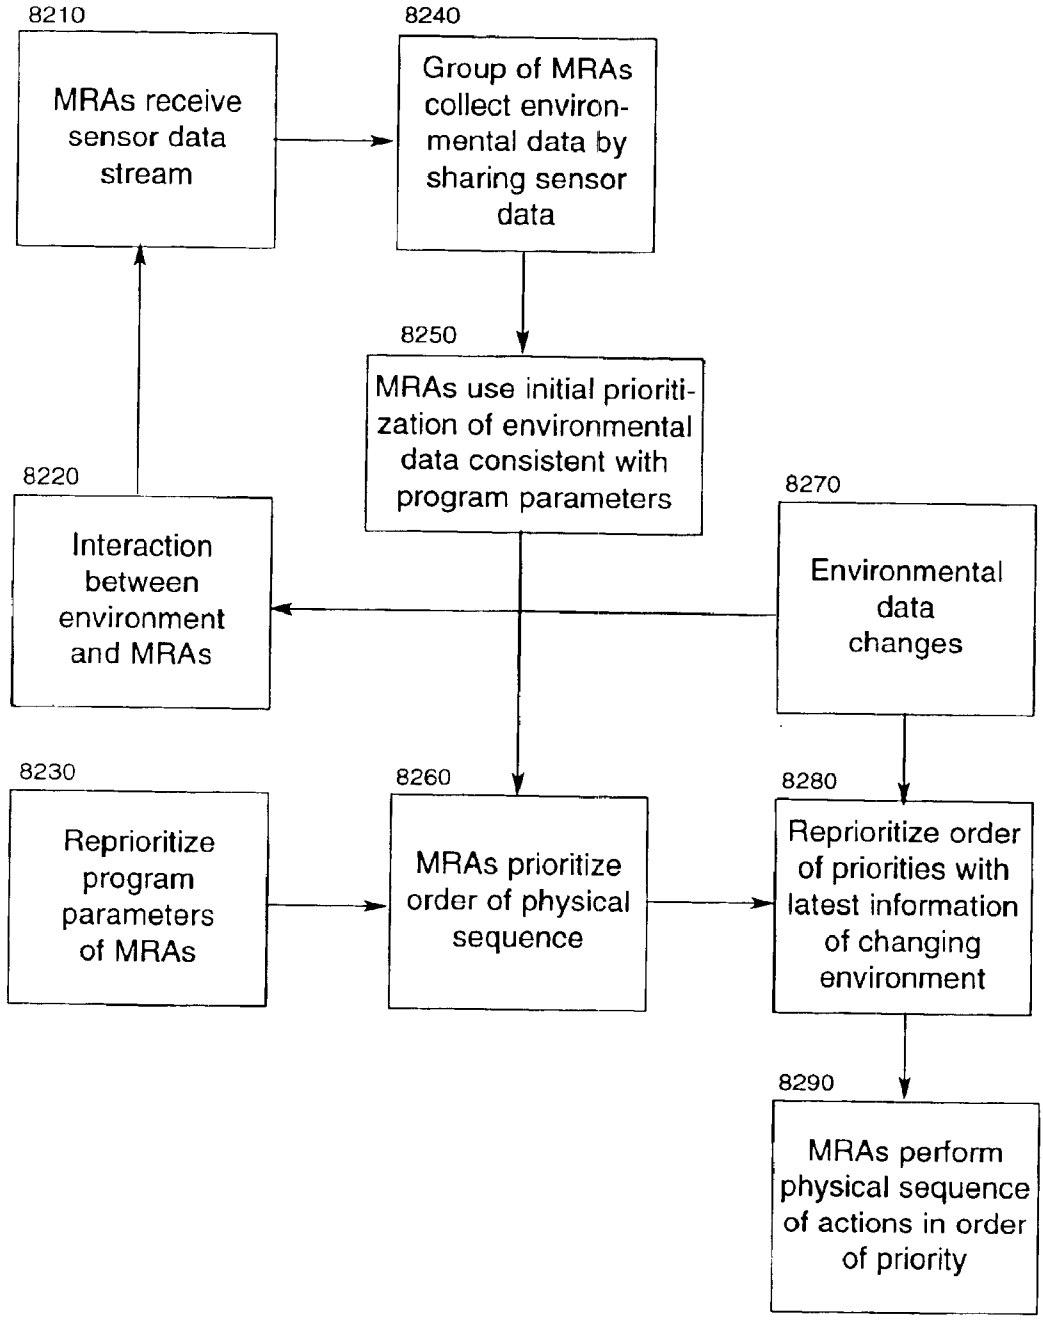 8210
MRAs receive
sensor data
stream
8240
Group of MRAs
collect environ-
mental data by
sharing sensor
data
8250
MRAs use initial prioriti-
zation of environmental
data consistent with
program parameters
8220
Interaction
between
environment
and MRAs
8270
Environmental
data
changes
8230
Reprioritize
program
parameters
of MRAs
8260
MRAs prioritize
order of physical
sequence
8280
Reprioritize order
of priorities with
latest information
of changing
environment
8290
MRAs perform
physical sequence
of actions in order
of priority